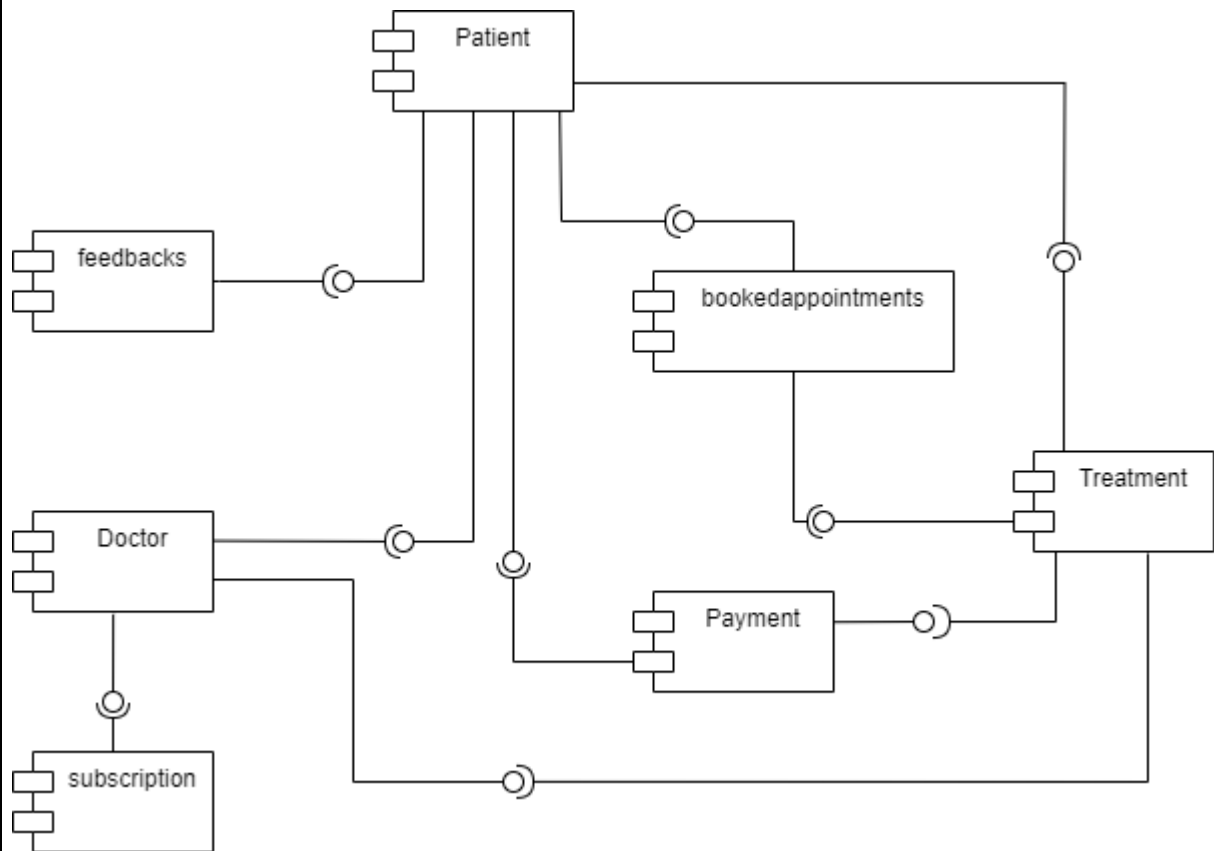 Patient
feedbacks
bookedappointments
Treatment
Doctor
Payment
subscription